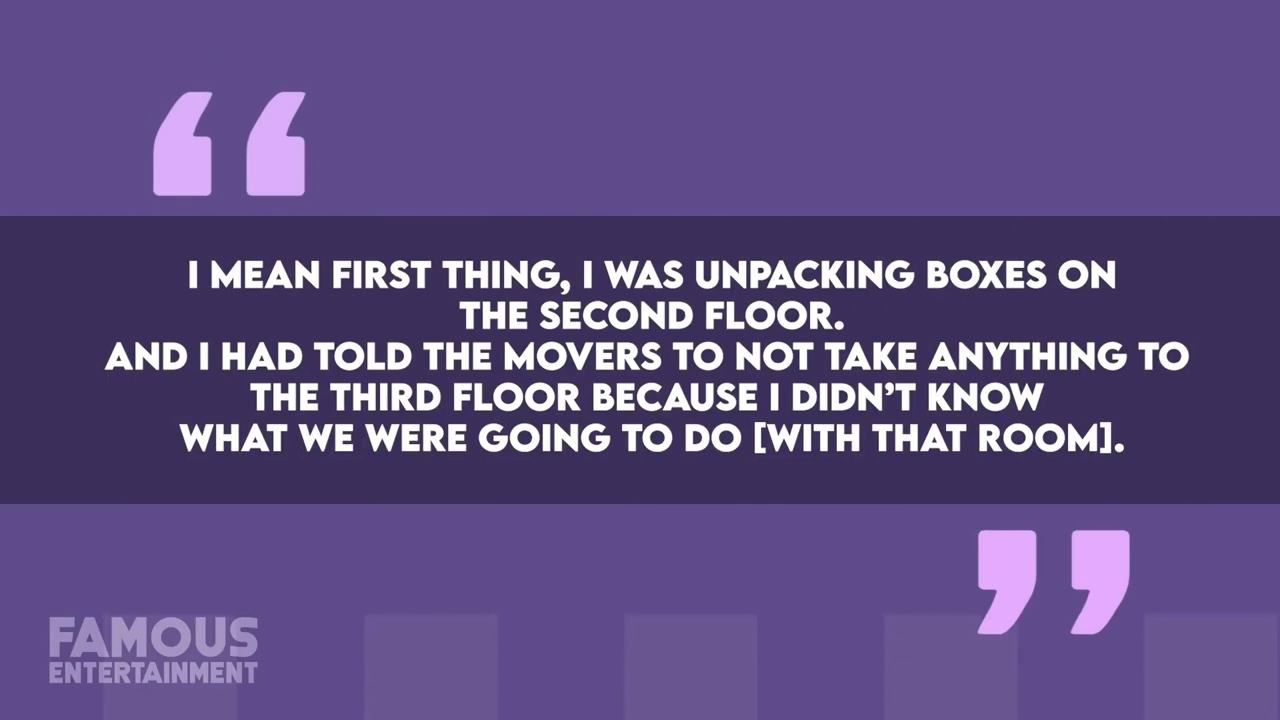 I MEAN FIRST THING, I WAS UNPACKING BOXES ON
THE SECOND FLOOR.
AND I HAD TOLD THE MOVERS TO NOT TAKE ANYTHING TO
THE THIRD FLOOR BECAUSE I DIDN’T KNOW
WHAT WE WERE GOING TO DO [WITH THAT ROOM].
FAMOUS
ENTERTAINMENT